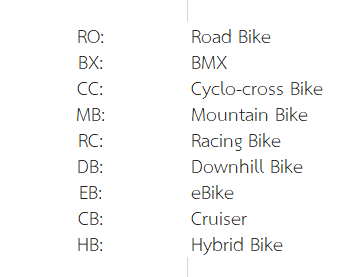 RO: Road Bike
BX: BMX
CC: Cyclo-cross Bike
MB: Mountain Bike
RC: Racing Bike
DB: Downhill Bike
EB: eBike
CB: Cruiser
HB: Hybrid Bike